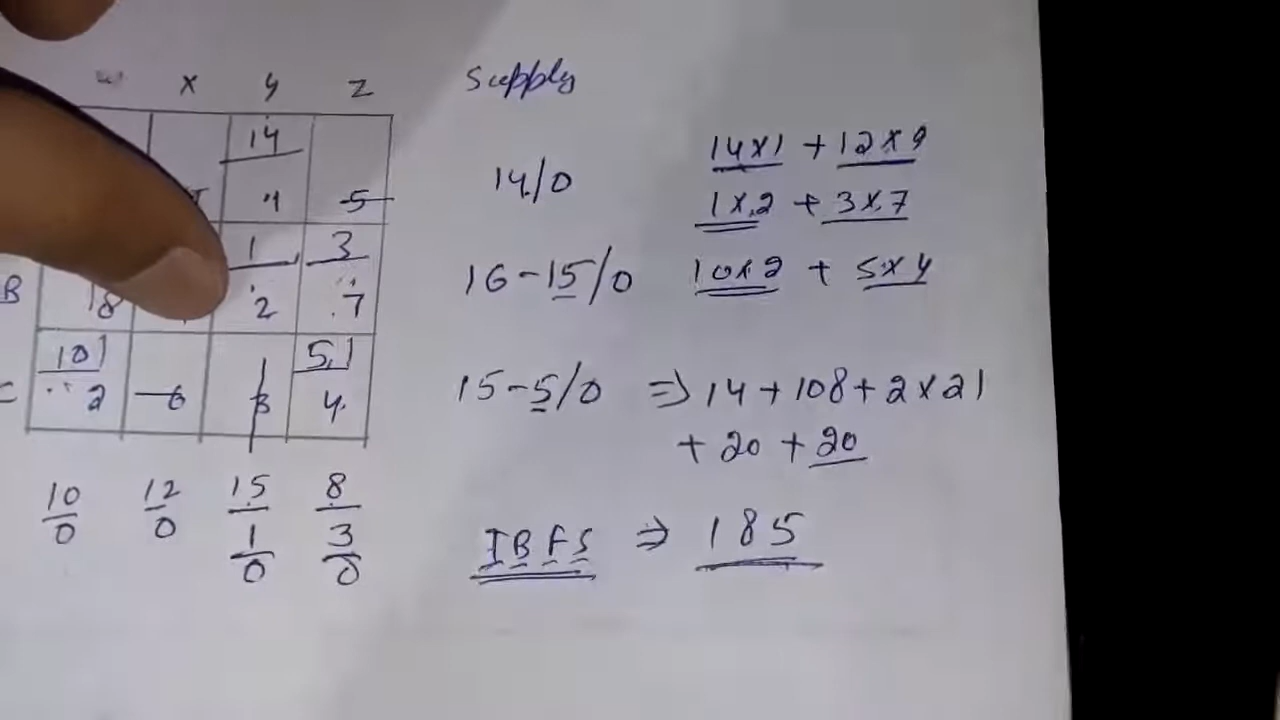 x y z Supply
14
14/0 14x1 + 12x9
1 5
1x2 + 3x7
1 3
B 18 2 7 16-15/0 10x2 + 5x4
10 5
C 2 6 8 4 15-5/0 => 14+108+2x21
+ 20 + 20
10 12 15 8
0 0 1 3
0 0
IBFS => 185